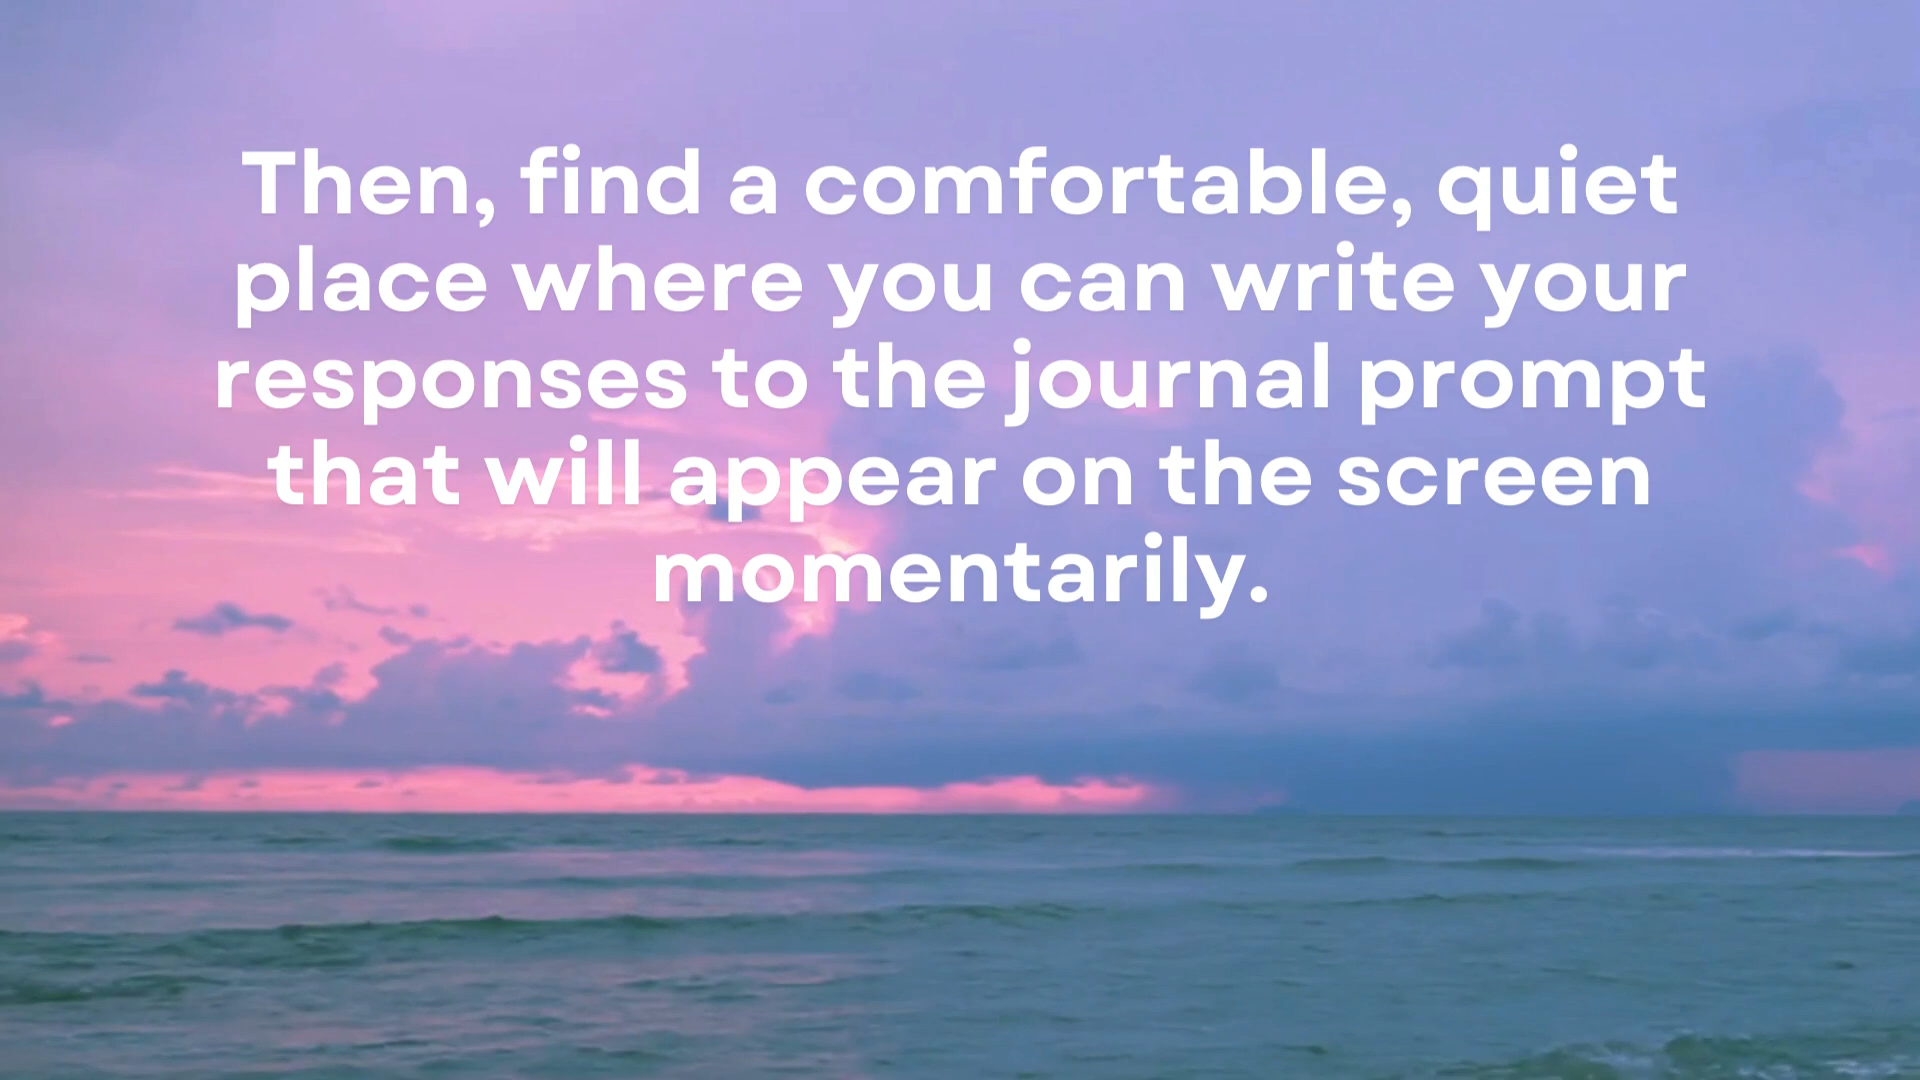 Then, find a comfortable, quiet
place where you can write your
responses to the journal prompt
that will appear on the screen
momentarily.